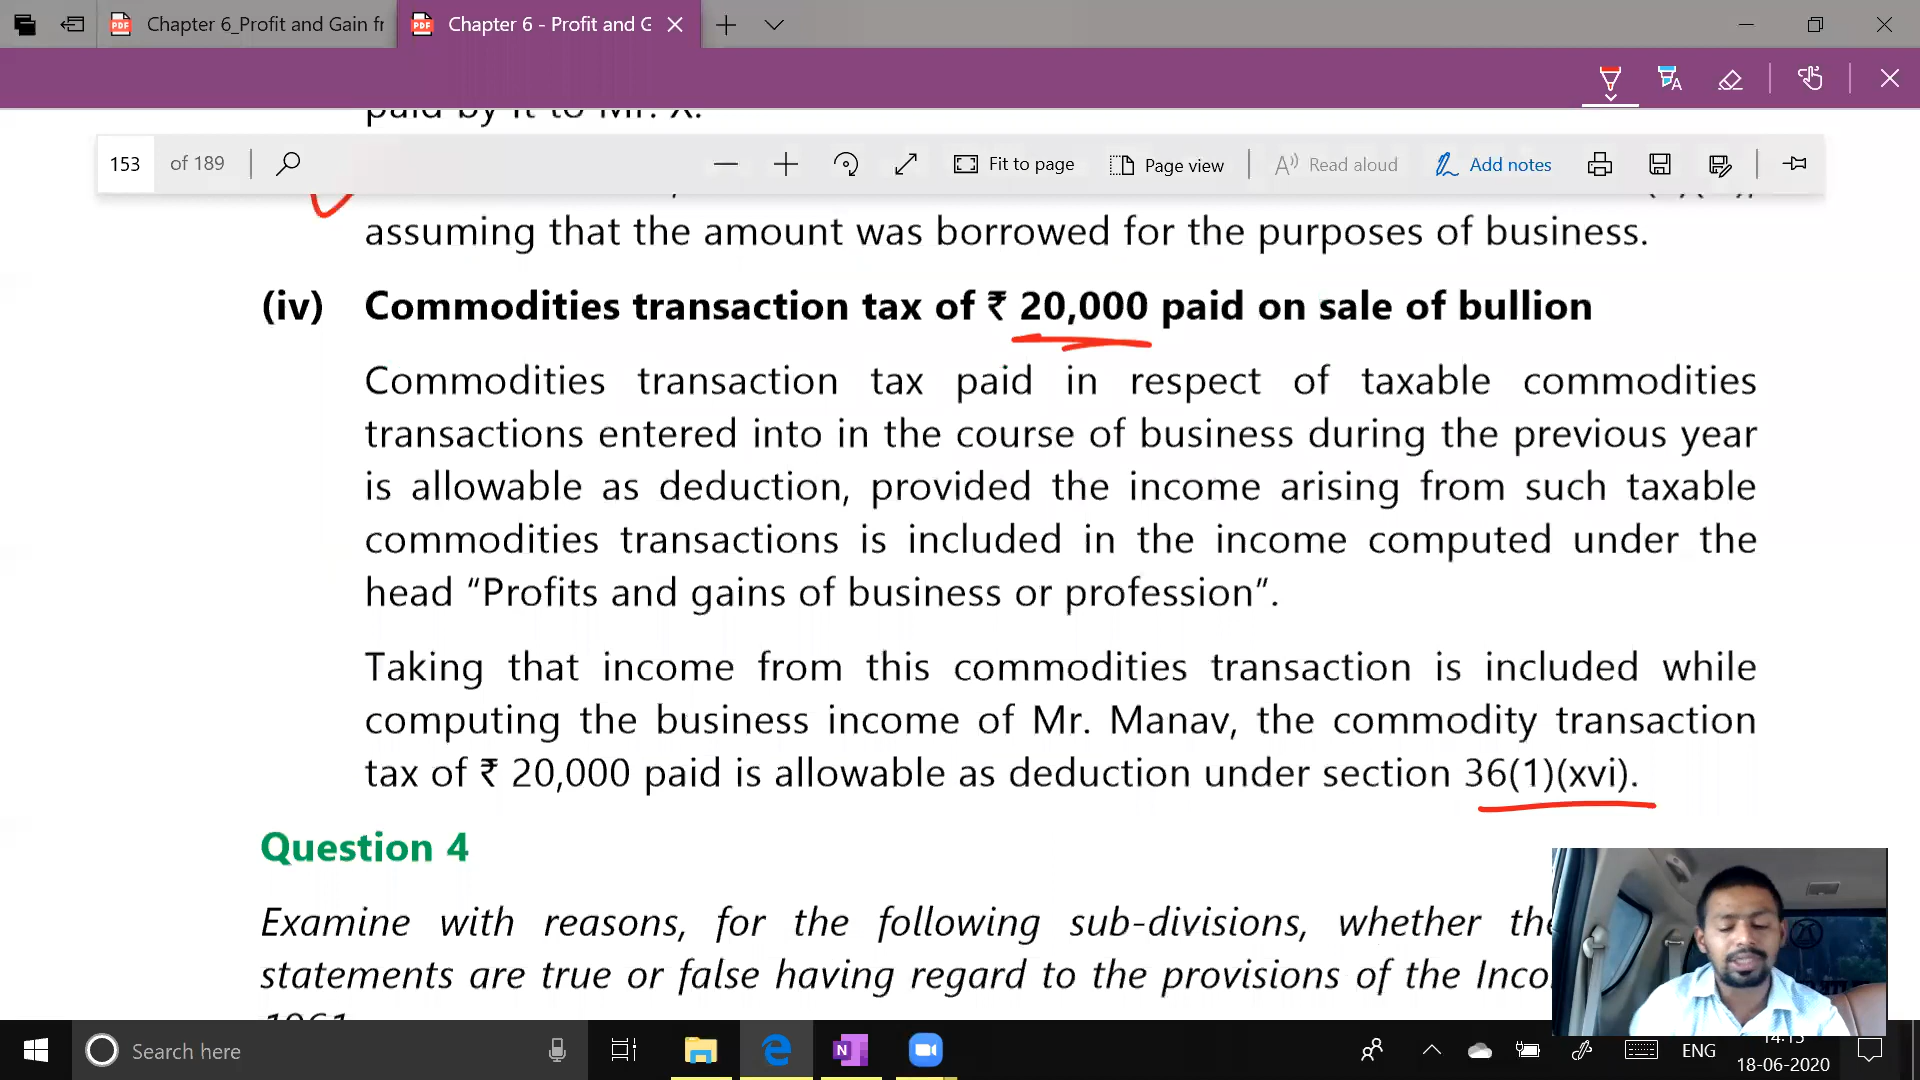 Chapter 6_Profit and Gain fr
Chapter 6 - Profit and G
paid by it to Mr. X.
153 of 189
Fit to page
Page view
Read aloud
Add notes
assuming that the amount was borrowed for the purposes of business.
(iv) Commodities transaction tax of ₹ 20,000 paid on sale of bullion
Commodities transaction tax paid in respect of taxable commodities
transactions entered into in the course of business during the previous year
is allowable as deduction, provided the income arising from such taxable
commodities transactions is included in the income computed under the
head “Profits and gains of business or profession”.
Taking that income from this commodities transaction is included while
computing the business income of Mr. Manav, the commodity transaction
tax of ₹ 20,000 paid is allowable as deduction under section 36(1)(xvi).
Question 4
Examine with reasons, for the following sub-divisions, whether the
statements are true or false having regard to the provisions of the Inco
1961
Search here
ENG
14:15
18-06-2020